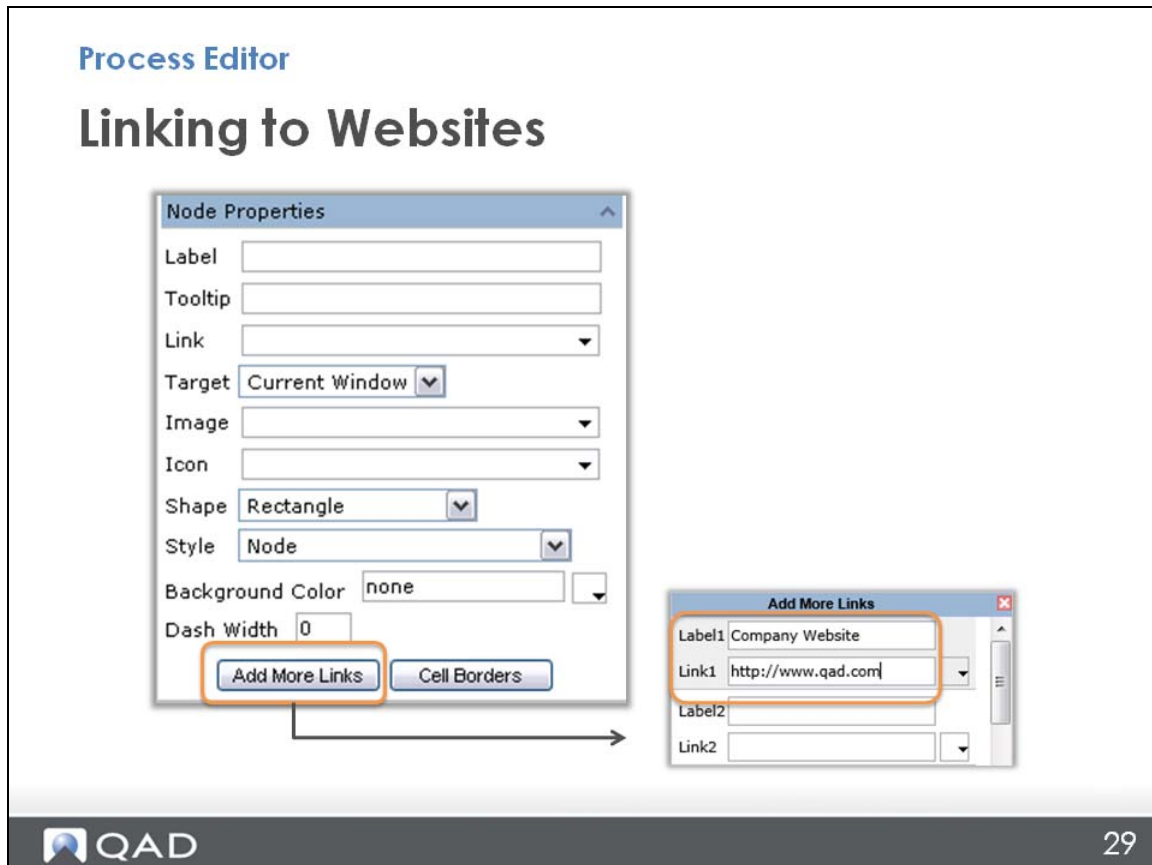 Process Editor
Linking to Websites
Node Properties
Label
Tooltip
Link
Target Current Window
Image
Icon
Shape Rectangle
Style Node
Background Color none
Dash Width 0
Add More Links Cell Borders
Add More Links
Label1 Company Website
Link1 http://www.qad.com
Label2
Link2
QAD 29